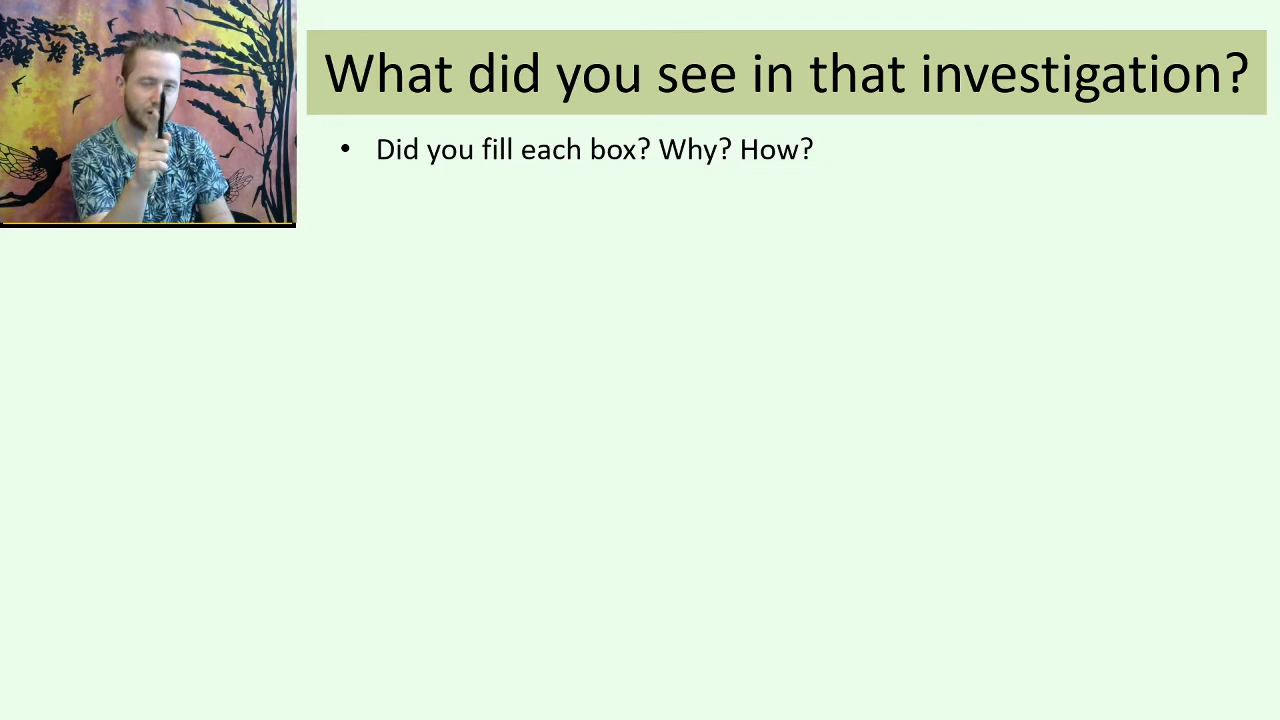 What did you see in that investigation?
• Did you fill each box? Why? How?